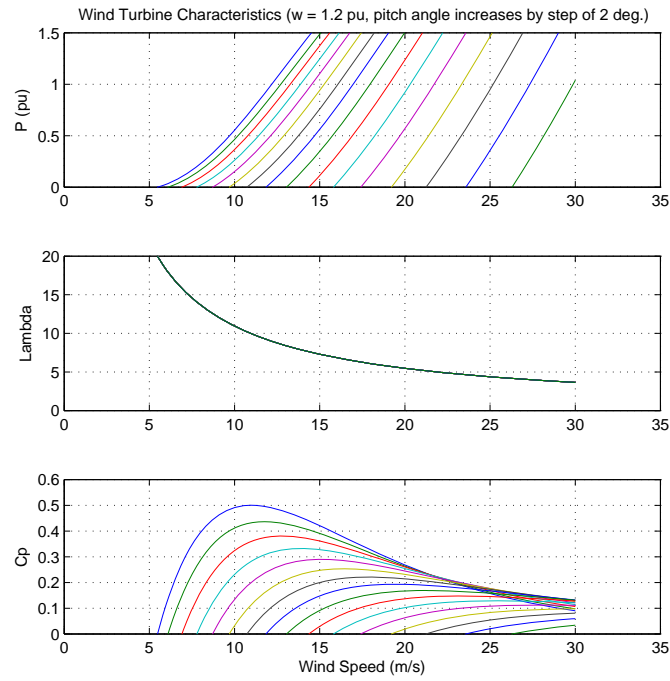 Wind Turbine Characteristics (w = 1.2 pu, pitch angle increases by step of 2 deg.)
1.5
1
0.5
0
P (pu)
0 5 10 15 20 25 30 35
20
15
10
5
0
Lambda
0 5 10 15 20 25 30 35
0.6
0.5
0.4
0.3
0.2
0.1
0
Cp
0 5 10 15 20 25 30 35
Wind Speed (m/s)